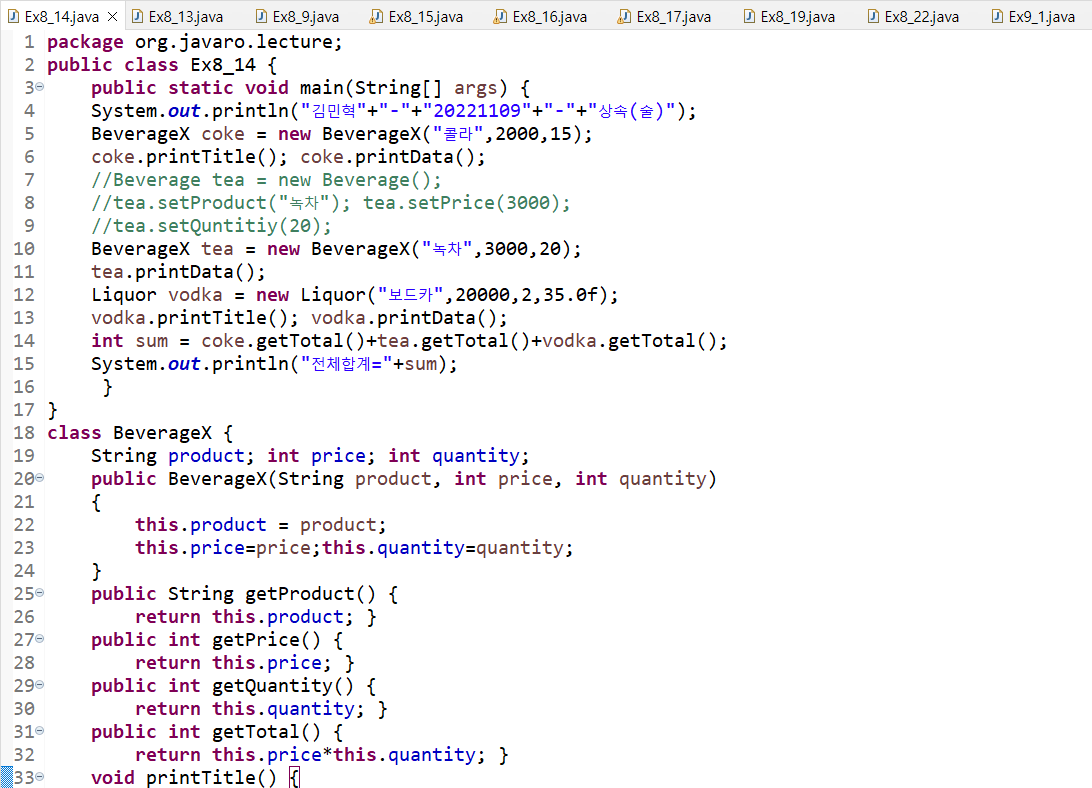 Ex8_14.java Ex8_13.java Ex8_9.java Ex8_15.java Ex8_16.java Ex8_17.java Ex8_19.java Ex8_22.java Ex9_1.java
1 package org.javaro.lecture;
2 public class Ex8_14 {
3 public static void main(String[] args) {
4 System.out.println("김민혁"+"-"+"20221109"+"-"+"상속(술)");
5 BeverageX coke = new BeverageX("콜라",2000,15);
6 coke.printTitle(); coke.printData();
7 //Beverage tea = new Beverage();
8 //tea.setProduct("녹차"); tea.setPrice(3000);
9 //tea.setQuntitiy(20);
10 BeverageX tea = new BeverageX("녹차",3000,20);
11 tea.printData();
12 Liquor vodka = new Liquor("보드카",20000,2,35.0f);
13 vodka.printTitle(); vodka.printData();
14 int sum = coke.getTotal()+tea.getTotal()+vodka.getTotal();
15 System.out.println("전체합계="+sum);
16 }
17 }
18 class BeverageX {
19 String product; int price; int quantity;
20 public BeverageX(String product, int price, int quantity)
21 {
22 this.product = product;
23 this.price=price;this.quantity=quantity;
24 }
25 public String getProduct() {
26 return this.product; }
27 public int getPrice() {
28 return this.price; }
29 public int getQuantity() {
30 return this.quantity; }
31 public int getTotal() {
32 return this.price*this.quantity; }
33 void printTitle() {